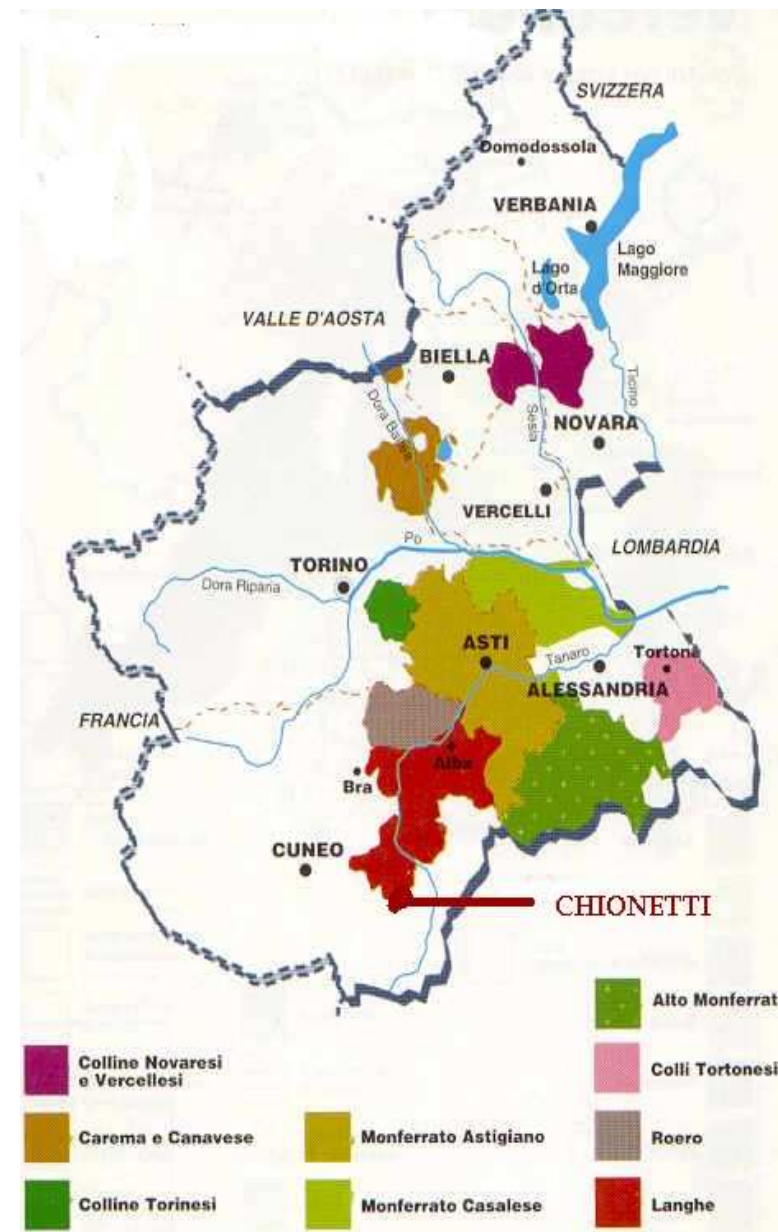 SVIZZERA
Domodossola
VERBANIA
Lago
Maggiore
Lago
d'Orta
VALLE D'AOSTA
BIELLA
Dora Baltea
Sesia
Ticino
NOVARA
VERCELLI
Po
LOMBARDIA
TORINO
Dora Riparia
ASTI
Tanaro
Tortona
ALESSANDRIA
FRANCIA
Alba
Bra
CUNEO
CHIONETTI
Alto Monferrat
Colline Novaresi
e Vercellesi
Colli Tortonesi
Carema e Canavese
Monferrato Astigiano
Roero
Colline Torinesi
Monferrato Casalese
Langhe